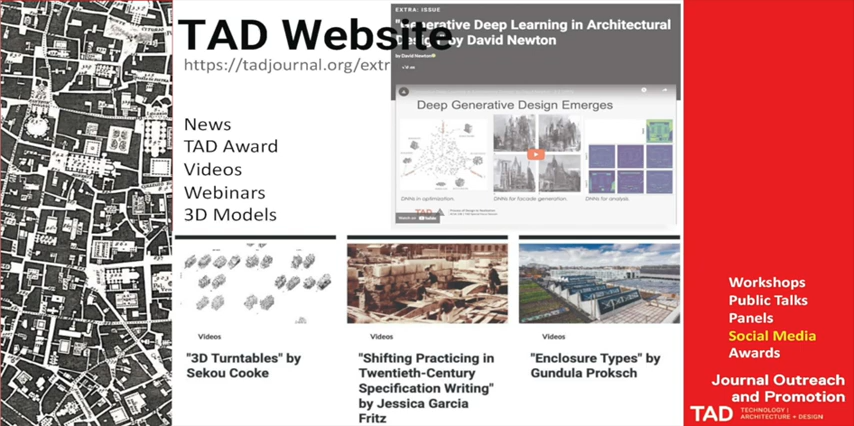 TAD Website
https://tadjournal.org/extr
News
TAD Award
Videos
Webinars
3D Models
EXTRA: ISSUE
"Generative Deep Learning in Architectural
Design" by David Newton
by David Newton
Deep Generative Design Emerges
DNNs in optimization.
DNNs for facade generation.
DNNs for analysis.
TAD
Watch on YouTube
Videos
"3D Turntables" by
Sekou Cooke
Videos
"Shifting Practicing in
Twentieth-Century
Specification Writing"
by Jessica Garcia
Fritz
Videos
"Enclosure Types" by
Gundula Proksch
Workshops
Public Talks
Panels
Social Media
Awards
Journal Outreach
and Promotion
TAD TECHNOLOGY |
ARCHITECTURE + DESIGN